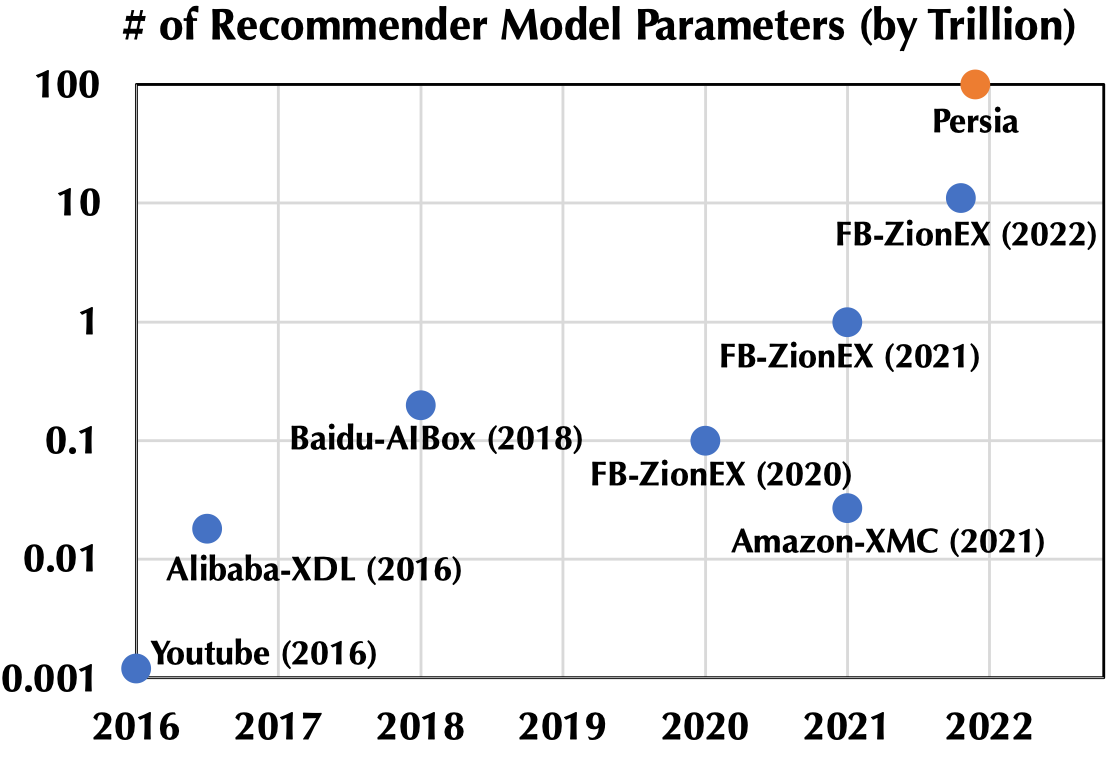 # of Recommender Model Parameters (by Trillion)
100
Persia
10
FB-ZionEX (2022)
1
FB-ZionEX (2021)
Baidu-AIBox (2018)
0.1
FB-ZionEX (2020)
Amazon-XMC (2021)
0.01
Alibaba-XDL (2016)
Youtube (2016)
0.001
2016 2017 2018 2019 2020 2021 2022